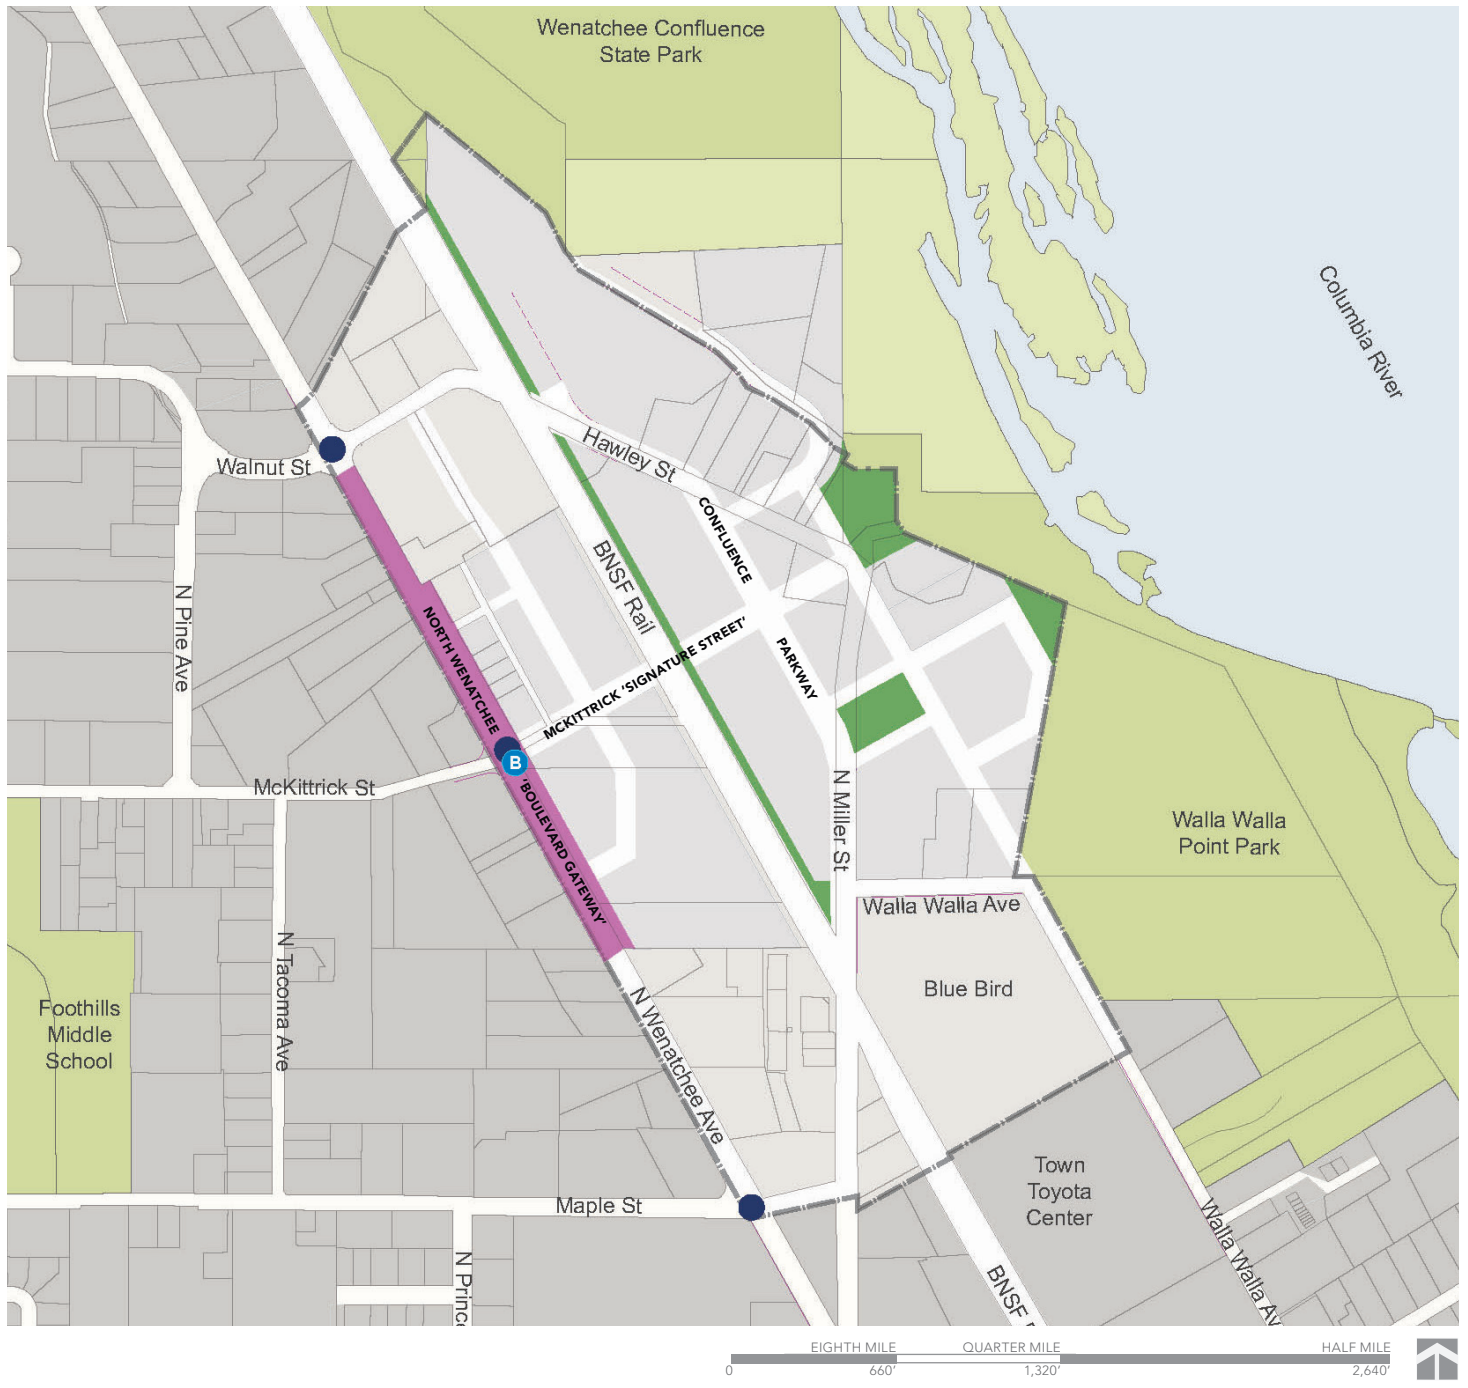 Wenatchee Confluence
State Park
Columbia River
Walnut St
Hawley St
CONFLUENCE
PARKWAY
BNSF Rail
N Pine Ave
NORTH WENATCHEE
'BOULEVARD GATEWAY'
MCKITTRICK 'SIGNATURE STREET'
B
McKittrick St
N Miller St
Walla Walla
Point Park
Walla Walla Ave
Blue Bird
N Tacoma Ave
Foothills
Middle
School
N Wenatchee Ave
Town
Toyota
Center
Maple St
N Princ
BNSF
Walla Walla Av
EIGHTH MILE
QUARTER MILE
HALF MILE
0
660'
1,320'
2,640'